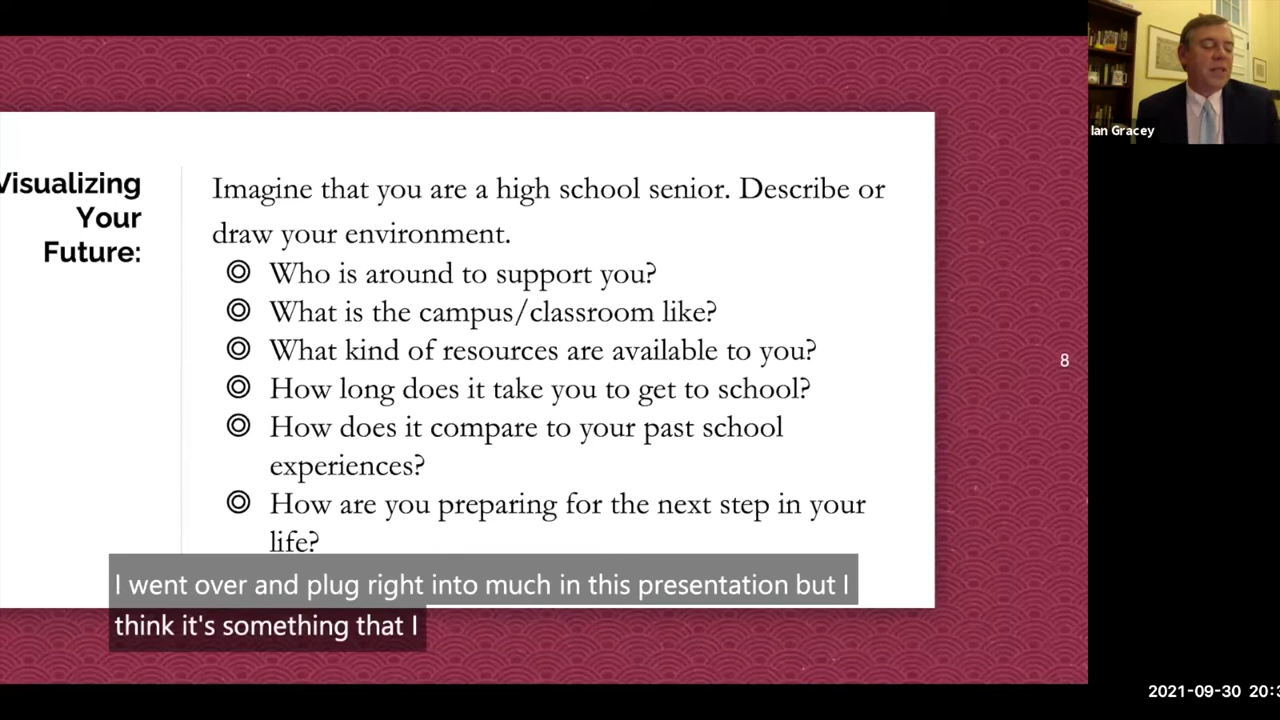 Visualizing
Your
Future:
Imagine that you are a high school senior. Describe or
draw your environment.
Who is around to support you?
What is the campus/classroom like?
What kind of resources are available to you?
How long does it take you to get to school?
How does it compare to your past school
experiences?
How are you preparing for the next step in your
life?
8
I went over and plug right into much in this presentation but I
think it's something that I
Ian Gracey
2021-09-30 20:3